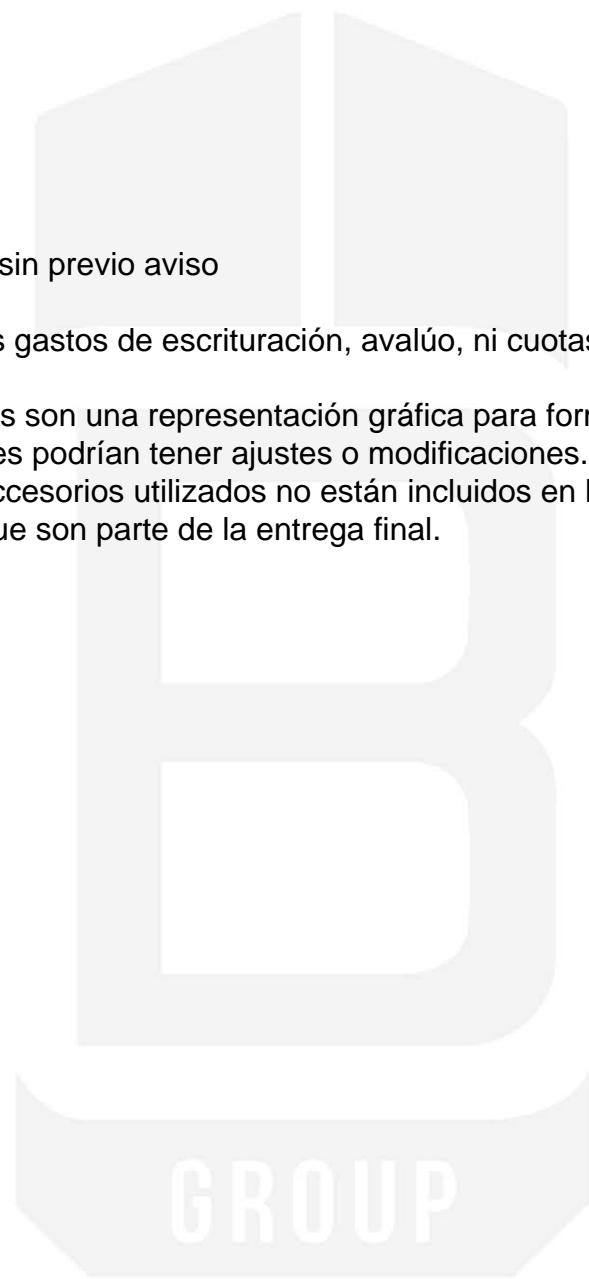 sin previo aviso
s gastos de escrituración, avalúo, ni cuotas
s son una representación gráfica para for
es podrían tener ajustes o modificaciones.
ccesorios utilizados no están incluidos en
ue son parte de la entrega final.
B
GROUP